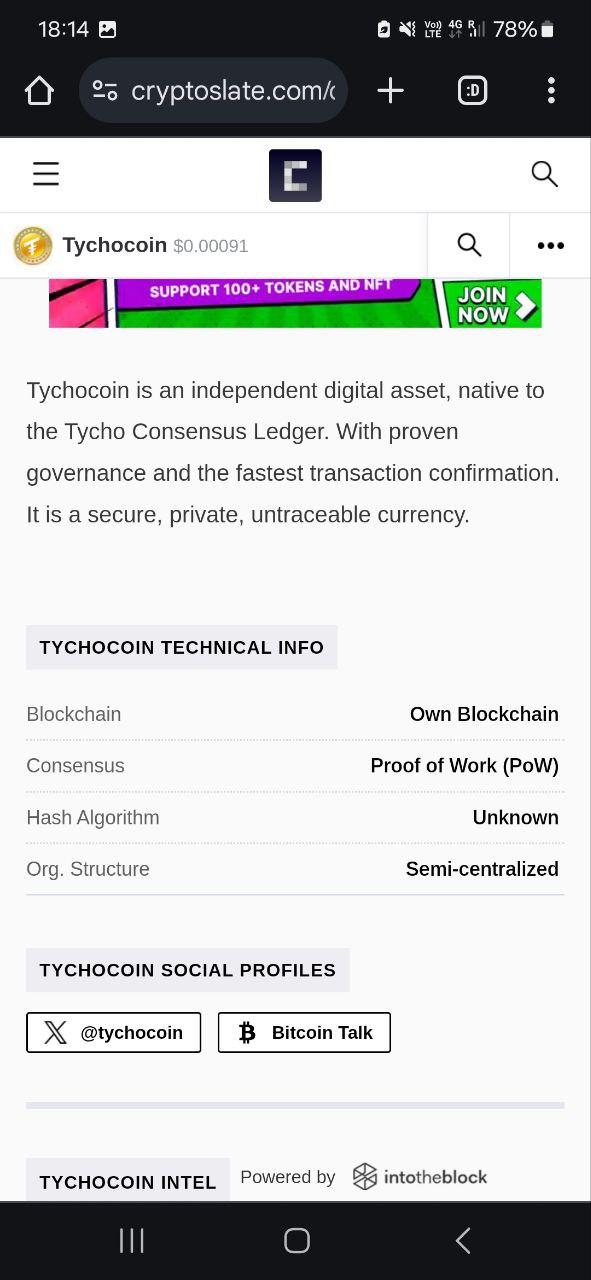 18:14
Vo)) LTE 4G R 78%
:D
cryptoslate.com/
Tychocoin $0.00091
SUPPORT 100+ TOKENS AND NFT
JOIN
NOW
Tychocoin is an independent digital asset, native to
the Tycho Consensus Ledger. With proven
governance and the fastest transaction confirmation.
It is a secure, private, untraceable currency.
TYCHOCOIN TECHNICAL INFO
Blockchain Own Blockchain
Consensus Proof of Work (PoW)
Hash Algorithm Unknown
Org. Structure Semi-centralized
TYCHOCOIN SOCIAL PROFILES
@tychocoin Bitcoin Talk
TYCHOCOIN INTEL Powered by intotheblock